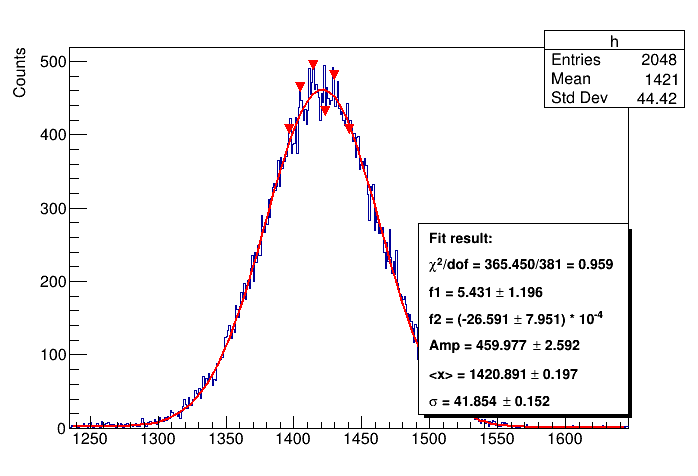 h
Entries 2048
Mean 1421
Std Dev 44.42
Counts
500
400
300
200
100
0
Fit result:
χ²/dof = 365.450/381 = 0.959
f1 = 5.431 ± 1.196
f2 = (-26.591 ± 7.951) * 10⁻⁴
Amp = 459.977 ± 2.592
<x> = 1420.891 ± 0.197
σ = 41.854 ± 0.152
1250 1300 1350 1400 1450 1500 1550 1600